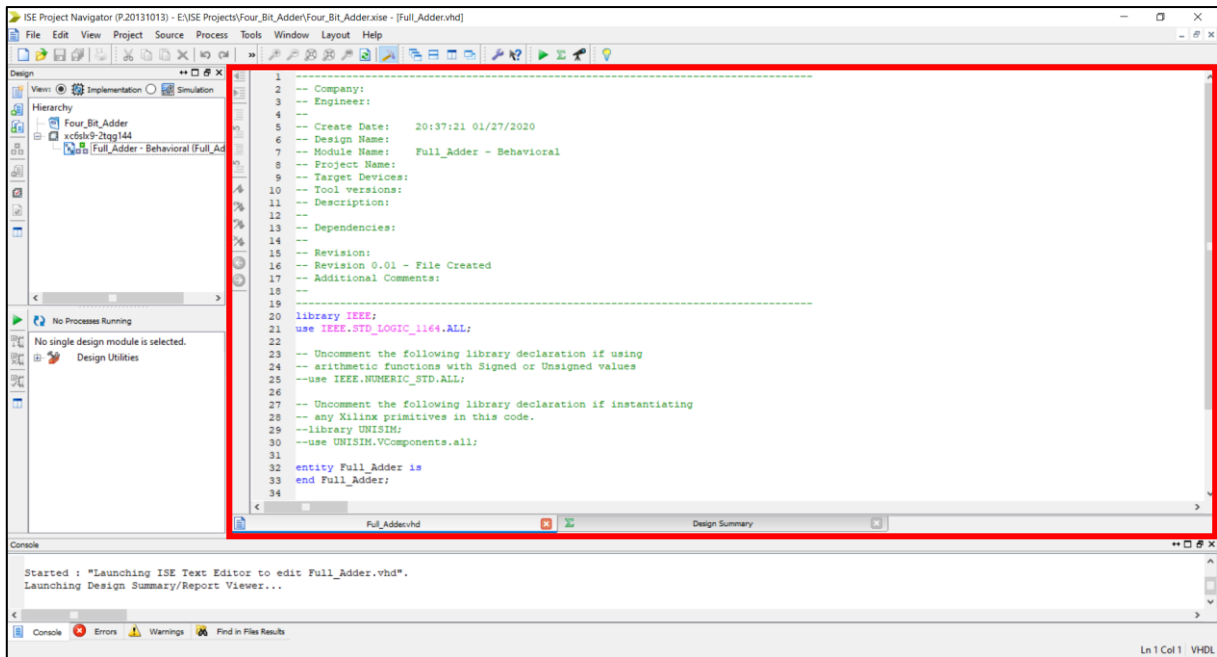 ISE Project Navigator (P.20131013) - E:\ISE Projects\Four_Bit_Adder\Four_Bit_Adder.xise - [Full_Adder.vhd]
File Edit View Project Source Process Tools Window Layout Help
Design
View: Implementation Simulation
Hierarchy
Four_Bit_Adder
xc6slx9-2tqg144
Full_Adder - Behavioral (Full_Ad
No Processes Running
No single design module is selected.
Design Utilities
1 --------------------------------------------------------------------------------
2 -- Company:
3 -- Engineer:
4 --
5 -- Create Date: 20:37:21 01/27/2020
6 -- Design Name:
7 -- Module Name: Full_Adder - Behavioral
8 -- Project Name:
9 -- Target Devices:
10 -- Tool versions:
11 -- Description:
12 --
13 -- Dependencies:
14 --
15 -- Revision:
16 -- Revision 0.01 - File Created
17 -- Additional Comments:
18 --
19 --------------------------------------------------------------------------------
20 library IEEE;
21 use IEEE.STD_LOGIC_1164.ALL;
22
23 -- Uncomment the following library declaration if using
24 -- arithmetic functions with Signed or Unsigned values
25 --use IEEE.NUMERIC_STD.ALL;
26
27 -- Uncomment the following library declaration if instantiating
28 -- any Xilinx primitives in this code.
29 --library UNISIM;
30 --use UNISIM.VComponents.all;
31
32 entity Full_Adder is
33 end Full_Adder;
34
Full_Adder.vhd Design Summary
Console
Started : "Launching ISE Text Editor to edit Full_Adder.vhd".
Launching Design Summary/Report Viewer...
Console Errors Warnings Find in Files Results
Ln 1 Col 1 VHDL